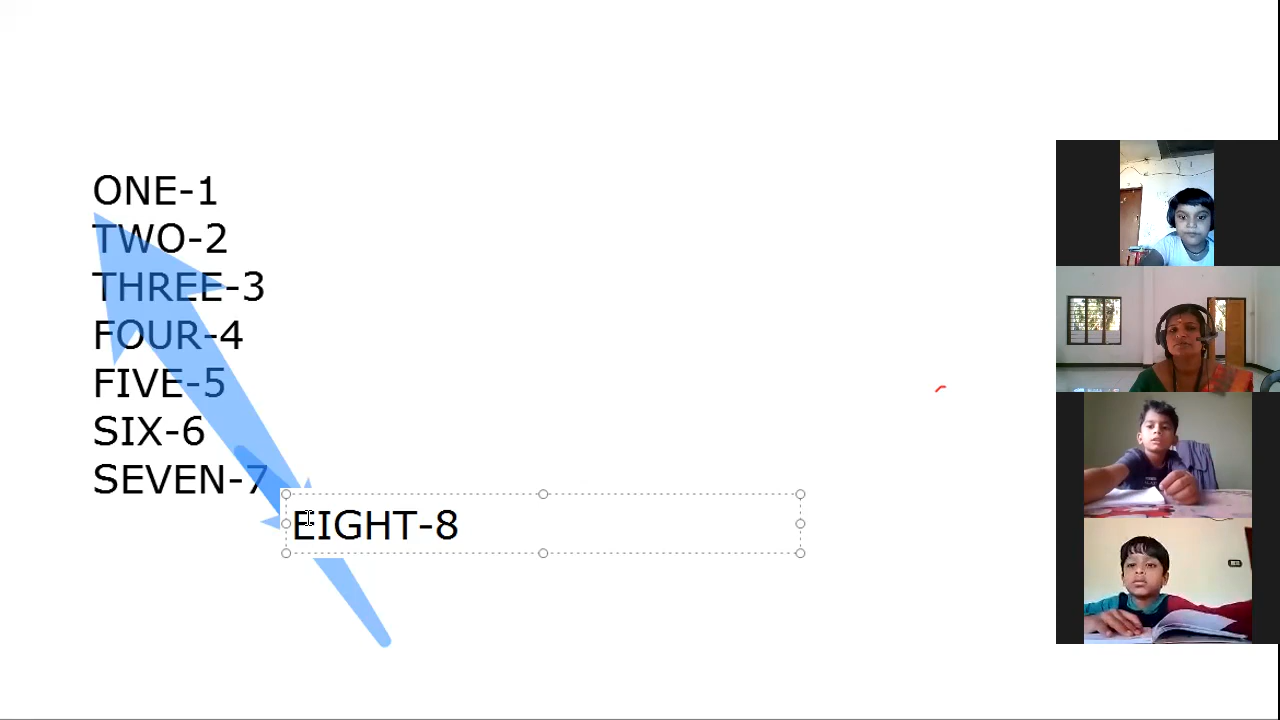 ONE-1
TWO-2
THREE-3
FOUR-4
FIVE-5
SIX-6
SEVEN-7
EIGHT-8